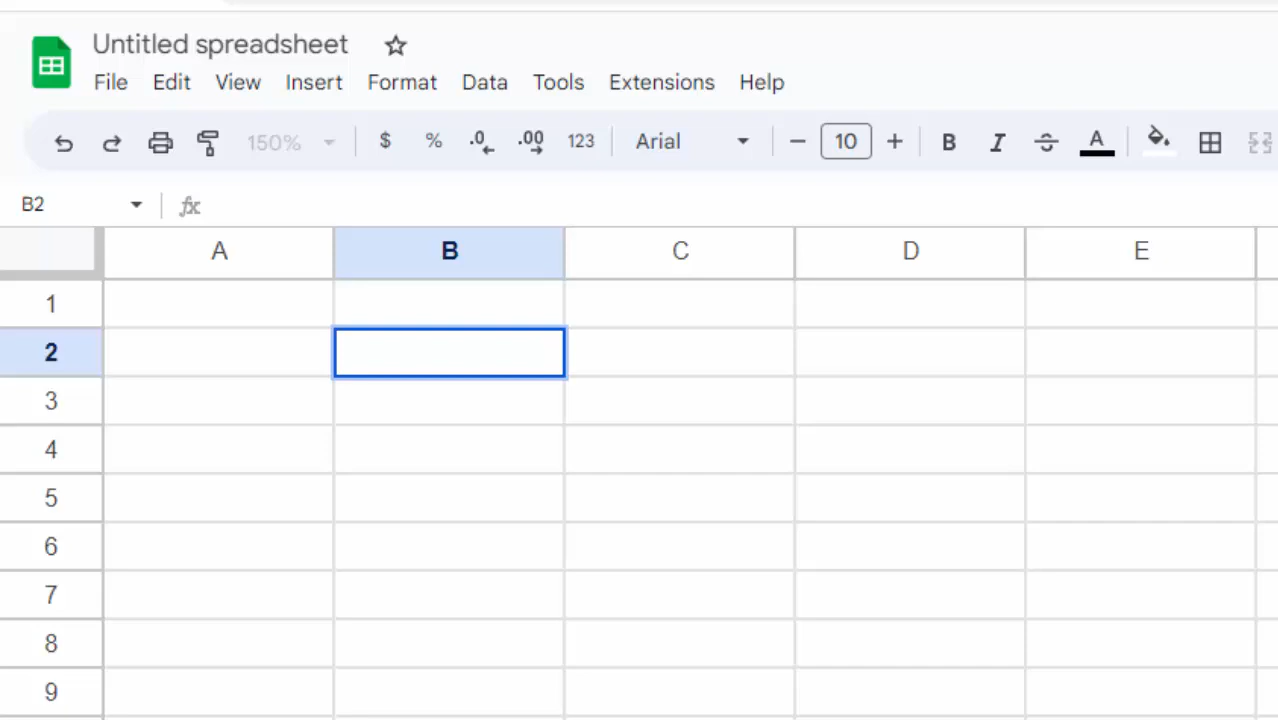 Untitled spreadsheet
File Edit View Insert Format Data Tools Extensions Help
150% $ % .0 .00 123 Arial 10 B I S A
B2 fx
A B C D E
1
2
3
4
5
6
7
8
9